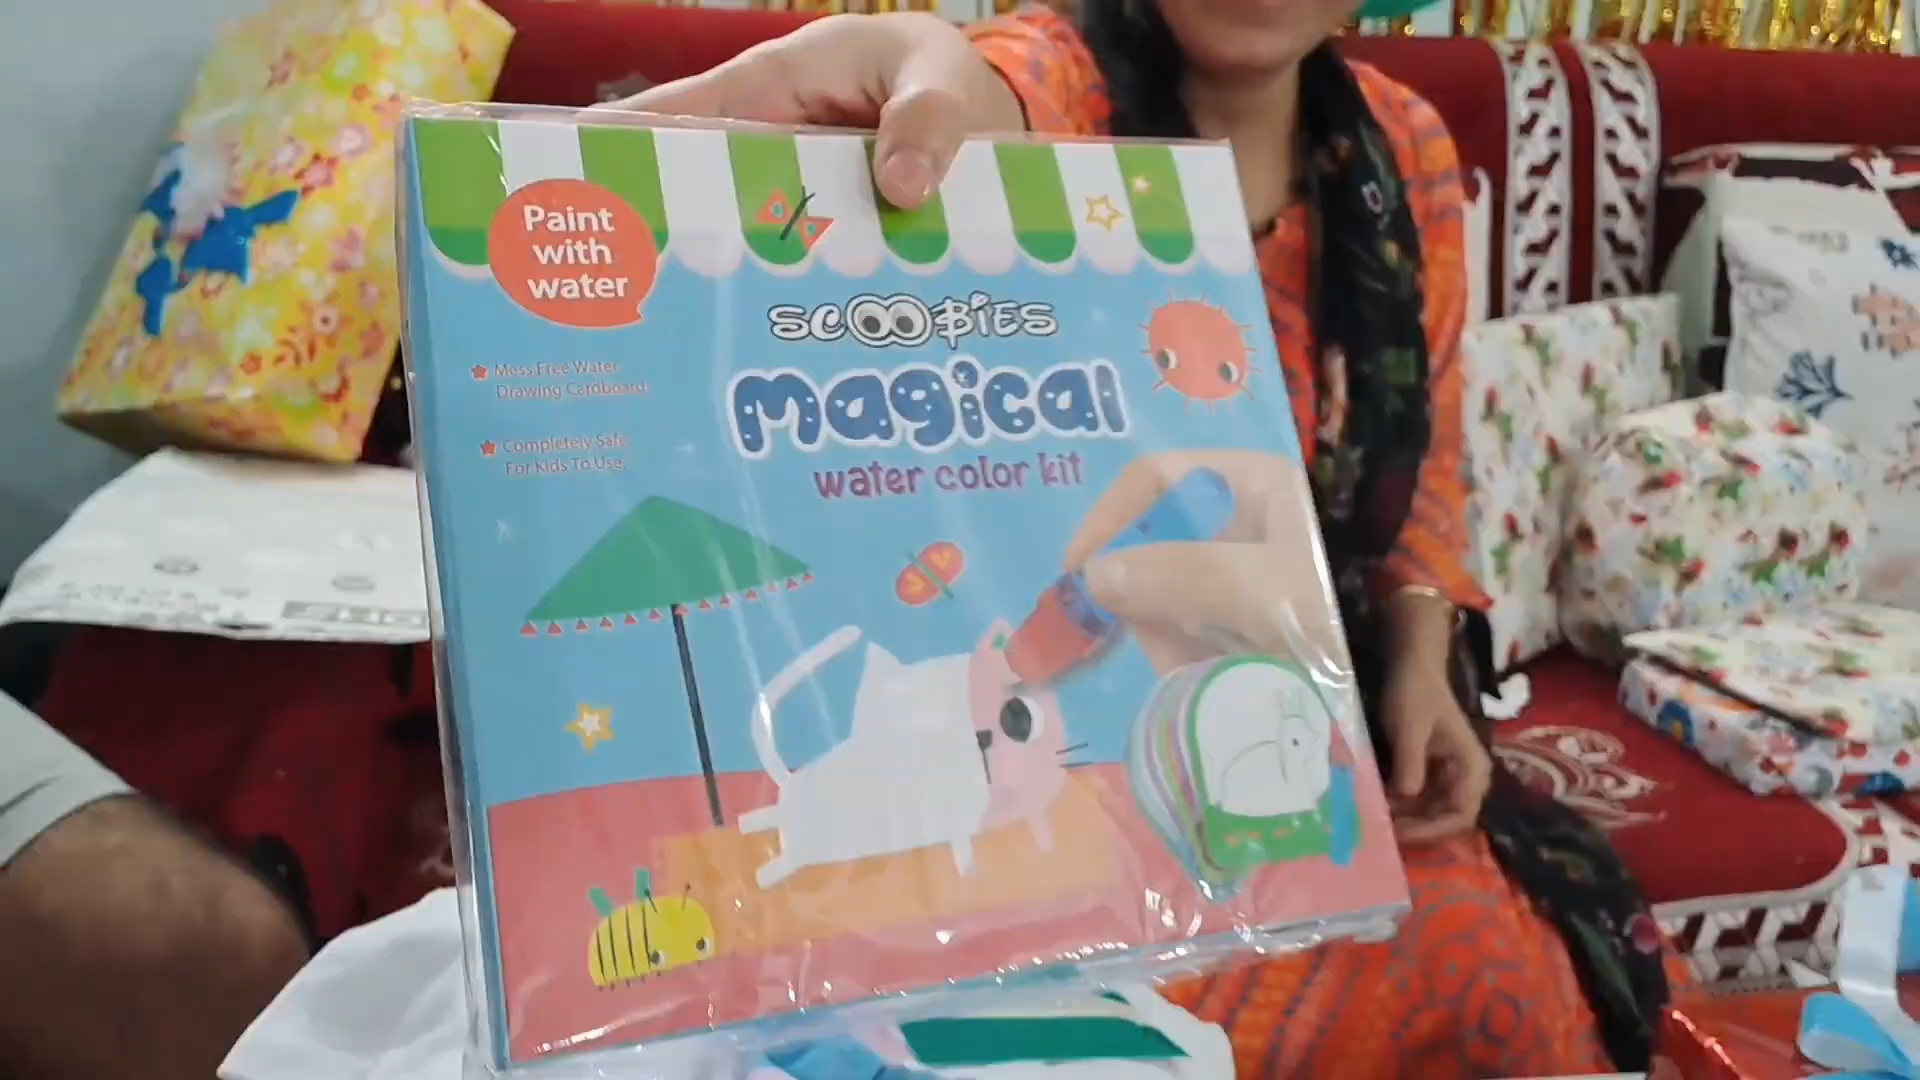 Paint
with
water
SCOOBIES
Magical
water color kit
Mess Free Water
Drawing Cardboard
Completely Safe
For Kids To Use.